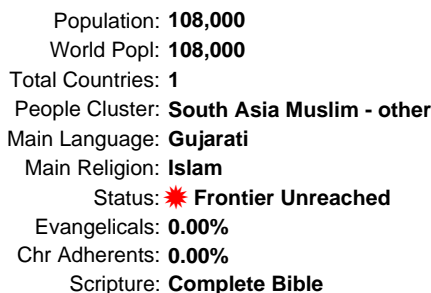 Population: 108,000
World Popl: 108,000
Total Countries: 1
People Cluster: South Asia Muslim - other
Main Language: Gujarati
Main Religion: Islam
Status: Frontier Unreached
Evangelicals: 0.00%
Chr Adherents: 0.00%
Scripture: Complete Bible